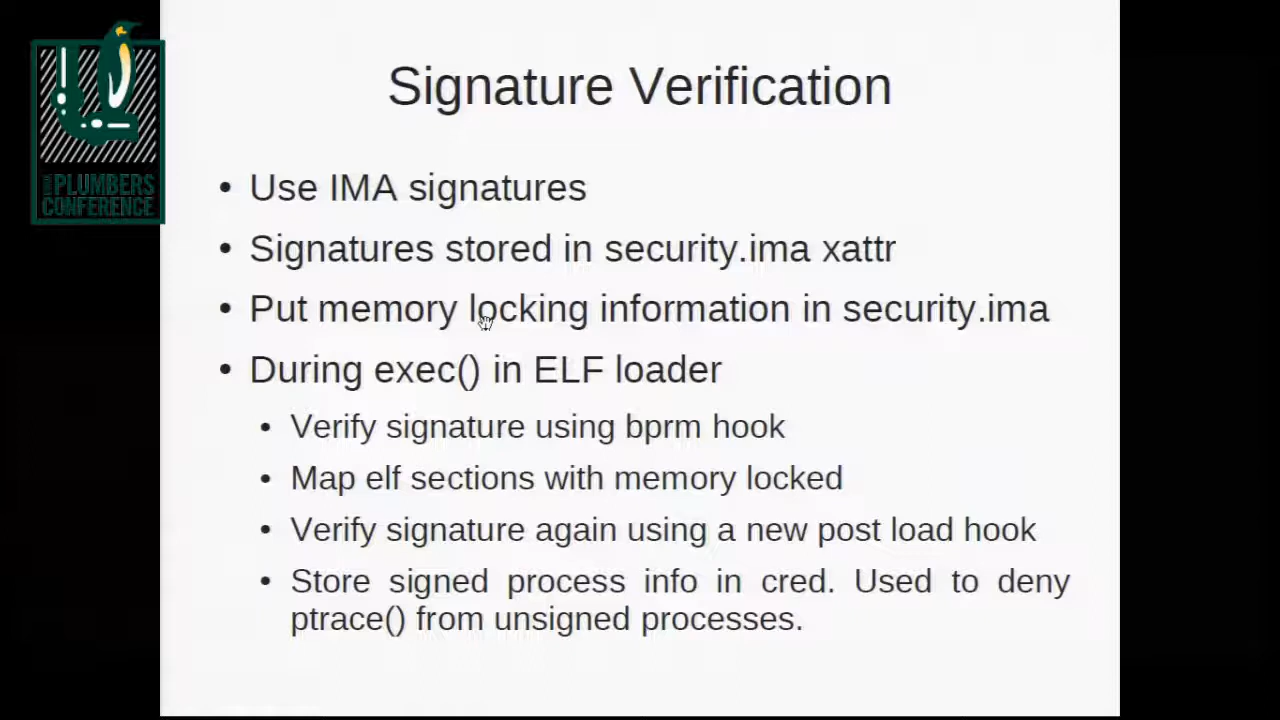 PLUMBERS
CONFERENCE
Signature Verification
• Use IMA signatures
• Signatures stored in security.ima xattr
• Put memory locking information in security.ima
• During exec() in ELF loader
• Verify signature using bprm hook
• Map elf sections with memory locked
• Verify signature again using a new post load hook
• Store signed process info in cred. Used to deny
ptrace() from unsigned processes.